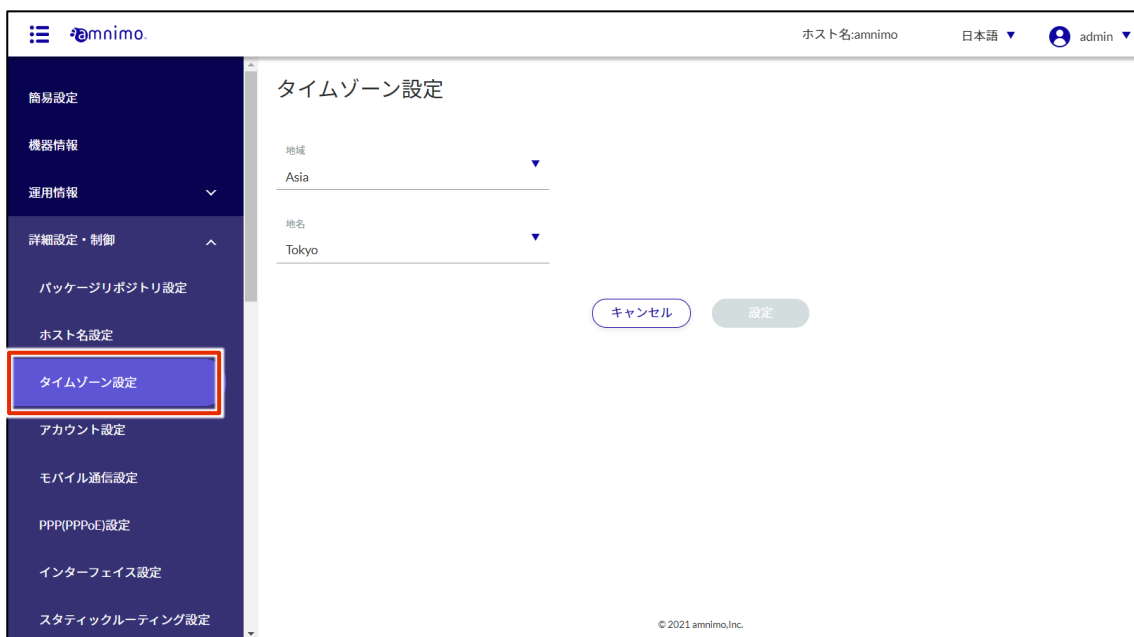 amnimo.
ホスト名:amnimo
日本語 ▼
admin ▼
簡易設定
機器情報
運用情報
詳細設定・制御
パッケージリポジトリ設定
ホスト名設定
タイムゾーン設定
アカウント設定
モバイル通信設定
PPP(PPPoE)設定
インターフェイス設定
スタティックルーティング設定
タイムゾーン設定
地域
Asia
地名
Tokyo
キャンセル
設定
© 2021 amnimo,Inc.